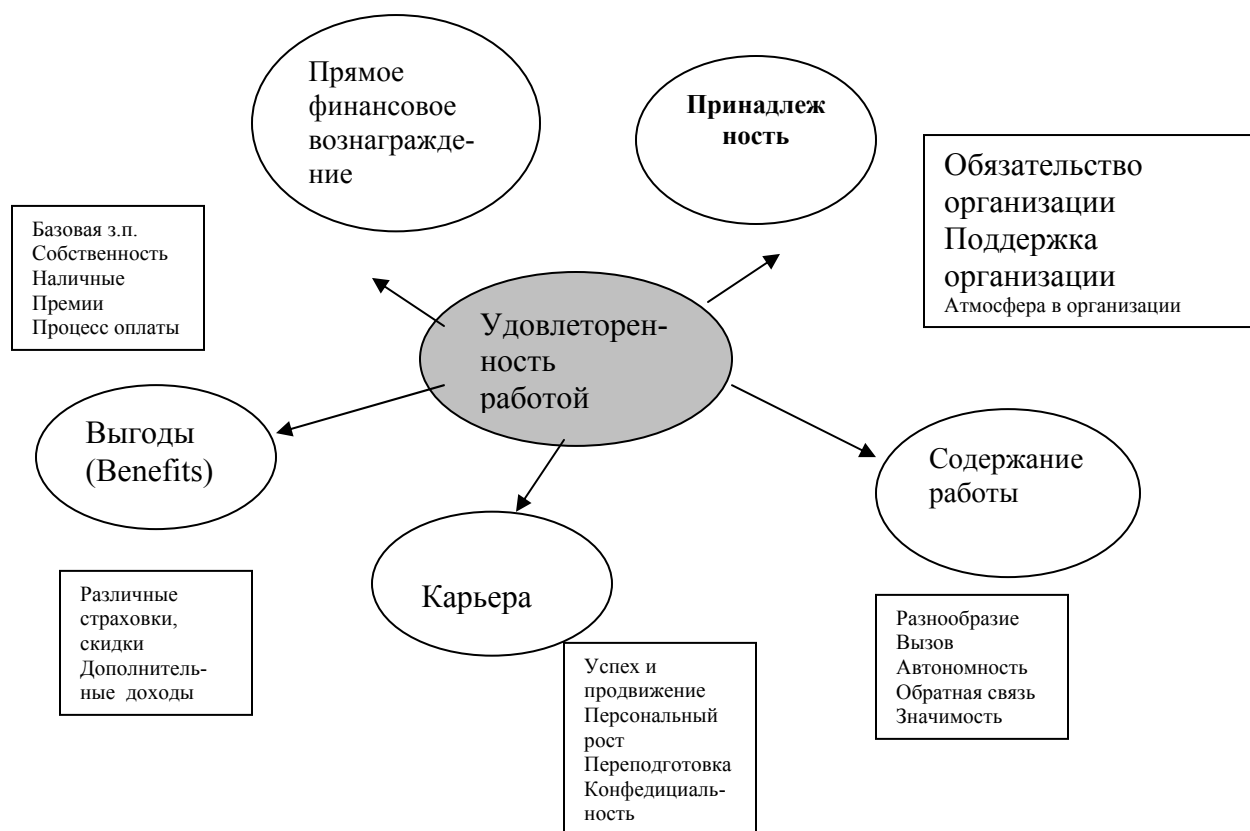 Прямое
финансовое
вознагражде-
ние
Принадлеж
ность
Обязательство
организации
Поддержка
организации
Атмосфера в организации
Базовая з.п.
Собственность
Наличные
Премии
Процесс оплаты
Удовлеторен-
ность
работой
Выгоды
(Benefits)
Содержание
работы
Карьера
Различные
страховки,
скидки
Дополнитель-
ные доходы
Успех и
продвижение
Персональный
рост
Переподготовка
Конфедициаль-
ность
Разнообразие
Вызов
Автономность
Обратная связь
Значимость